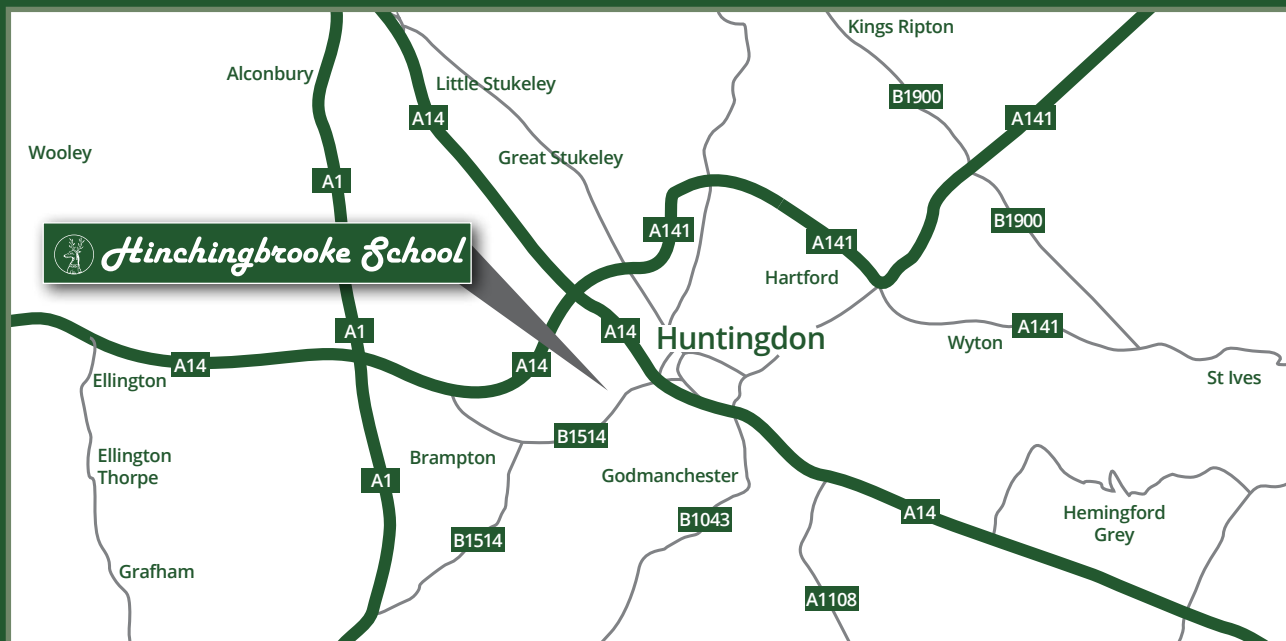 Kings Ripton
Alconbury
Little Stukeley
B1900
A14
A141
Wooley
Great Stukeley
A1
B1900
A141
A141
Hinchingbrooke School
Hartford
A1
A14
Huntingdon
A141
Wyton
A14
A14
Ellington
St Ives
B1514
Ellington
Thorpe
Brampton
Godmanchester
A1
A14
Hemingford
Grey
B1043
B1514
Grafham
A1108